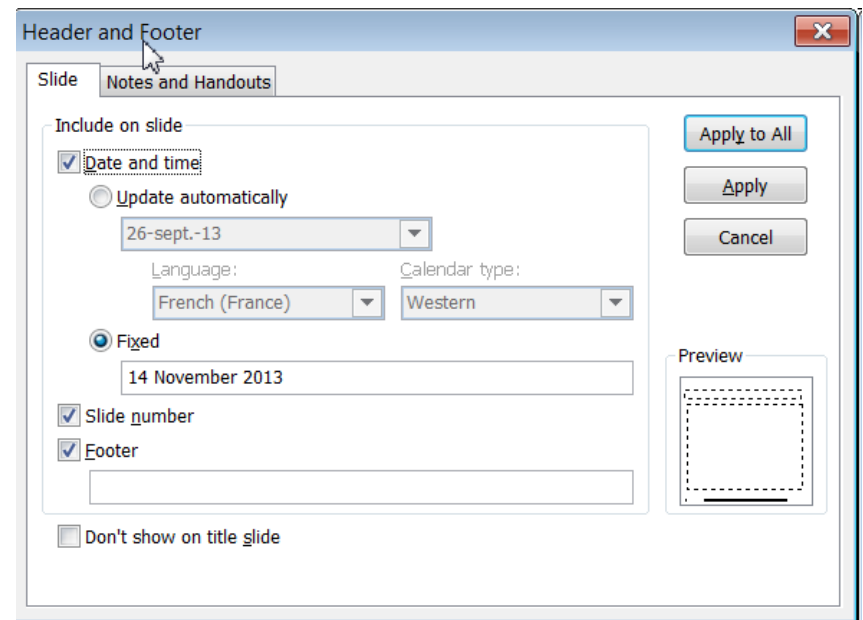 Header and Footer
Slide
Notes and Handouts
Include on slide
Apply to All
Date and time
Apply
Update automatically
26-sept.-13
Cancel
Language:
Calendar type:
French (France)
Western
Fixed
Preview
14 November 2013
Slide number
Footer
Don't show on title slide